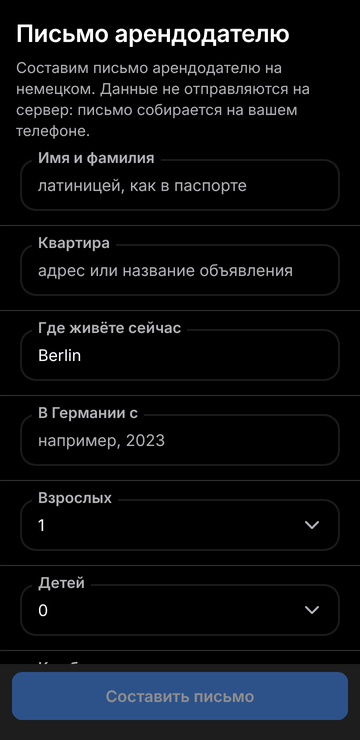 Письмо арендодателю
Составим письмо арендодателю на
немецком. Данные не отправляются на
сервер: письмо собирается на вашем
телефоне.
Имя и фамилия
латиницей, как в паспорте
Квартира
адрес или название объявления
Где живёте сейчас
Berlin
В Германии с
например, 2023
Взрослых
1
Детей
0
Составить письмо